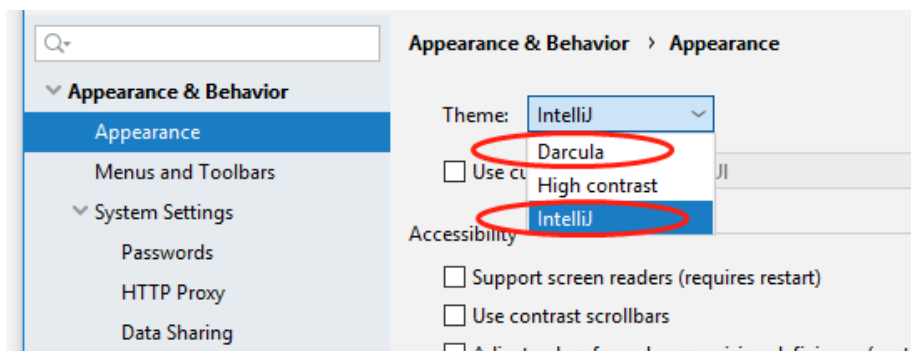 Appearance & Behavior › Appearance
Appearance & Behavior
Theme: IntelliJ
Appearance
Darcula
Menus and Toolbars
Use cu UI
High contrast
System Settings
IntelliJ
Accessibility
Passwords
Support screen readers (requires restart)
HTTP Proxy
Use contrast scrollbars
Data Sharing